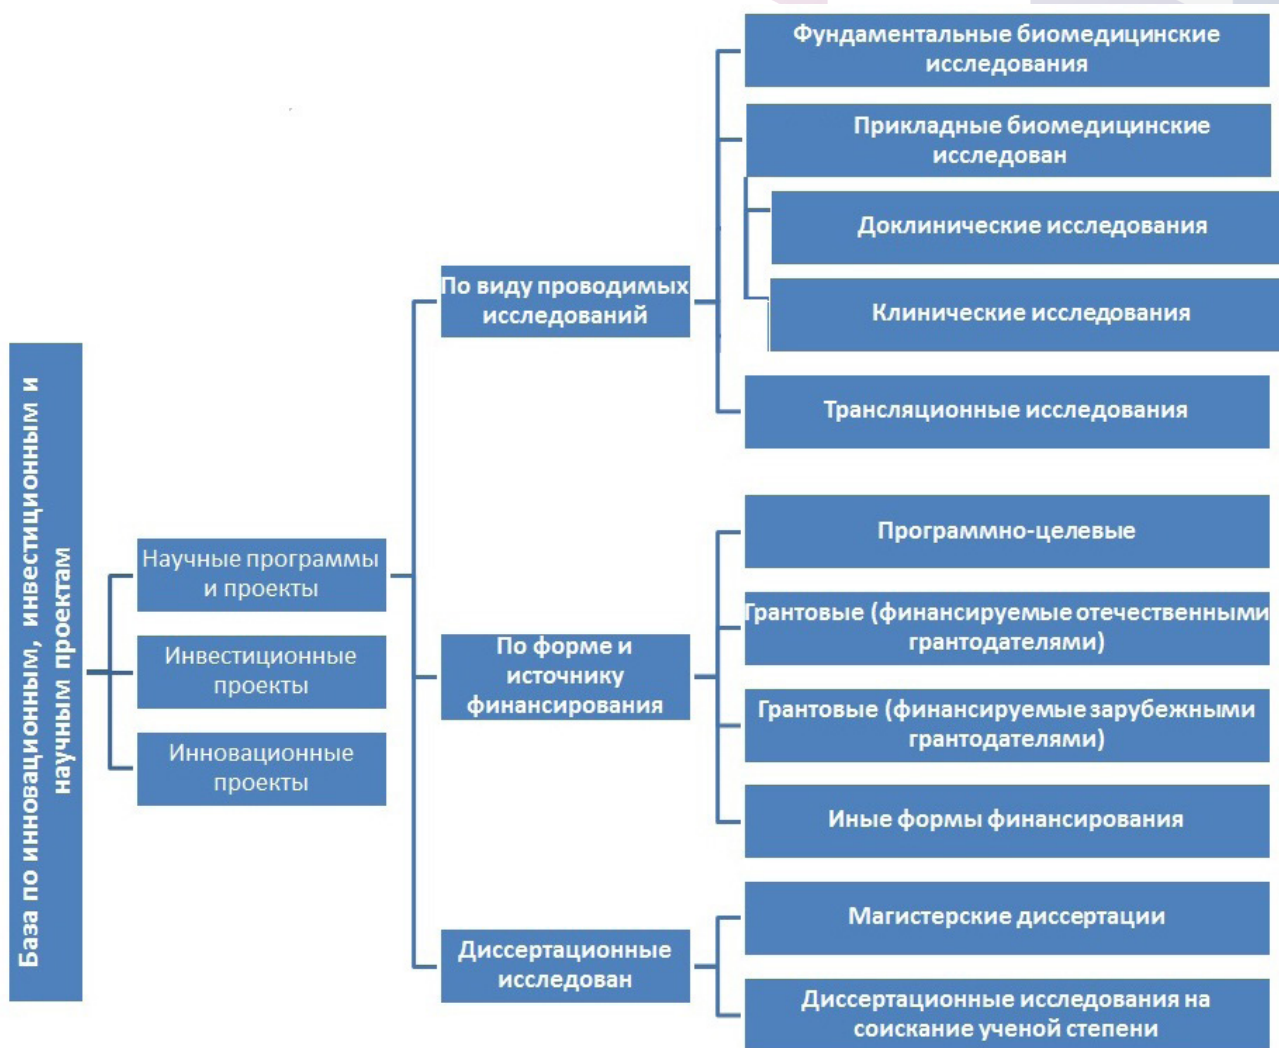 База по инновационным, инвестиционным и
научным проектам
Научные программы
и проекты
Инвестиционные
проекты
Инновационные
проекты
По виду проводимых
исследований
Фундаментальные биомедицинские
исследования
Прикладные биомедицинские
исследован
Доклинические исследования
Клинические исследования
Трансляционные исследования
По форме и
источнику
финансирования
Программно-целевые
Грантовые (финансируемые отечественными
грантодателями)
Грантовые (финансируемые зарубежными
грантодателями)
Иные формы финансирования
Диссертационные
исследован
Магистерские диссертации
Диссертационные исследования на
соискание ученой степени